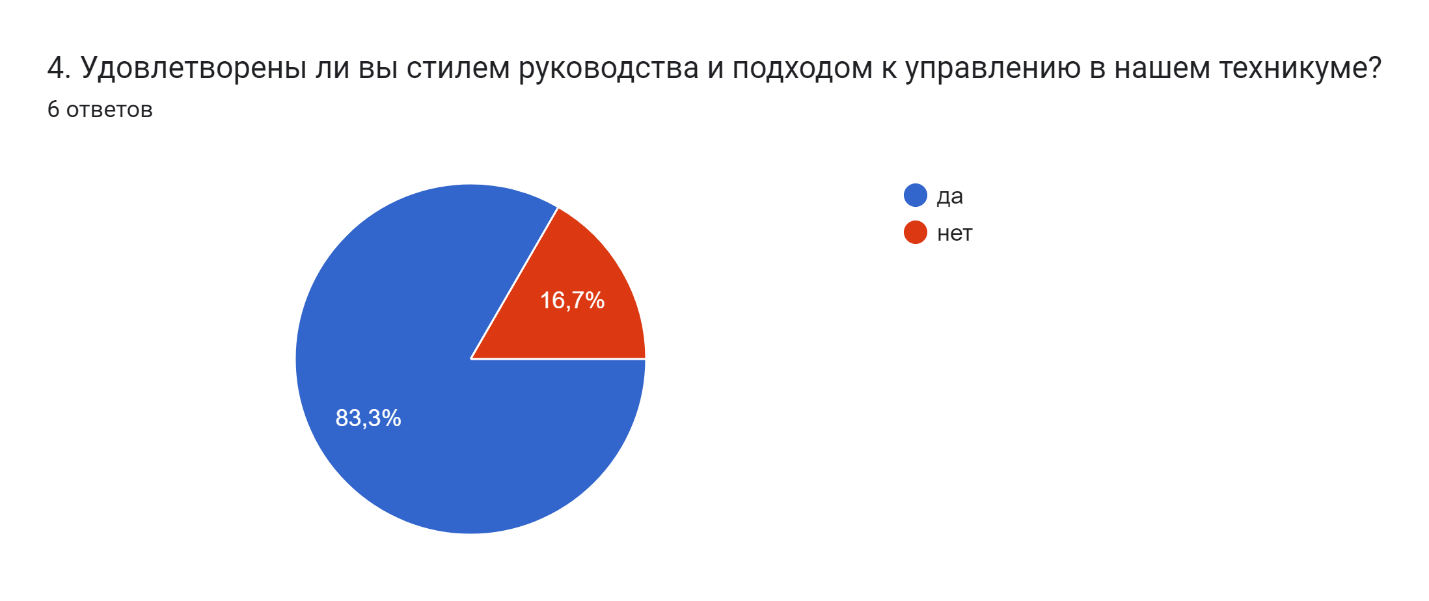 4. Удовлетворены ли вы стилем руководства и подходом к управлению в нашем техникуме?
6 ответов
да
нет
16,7%
83,3%